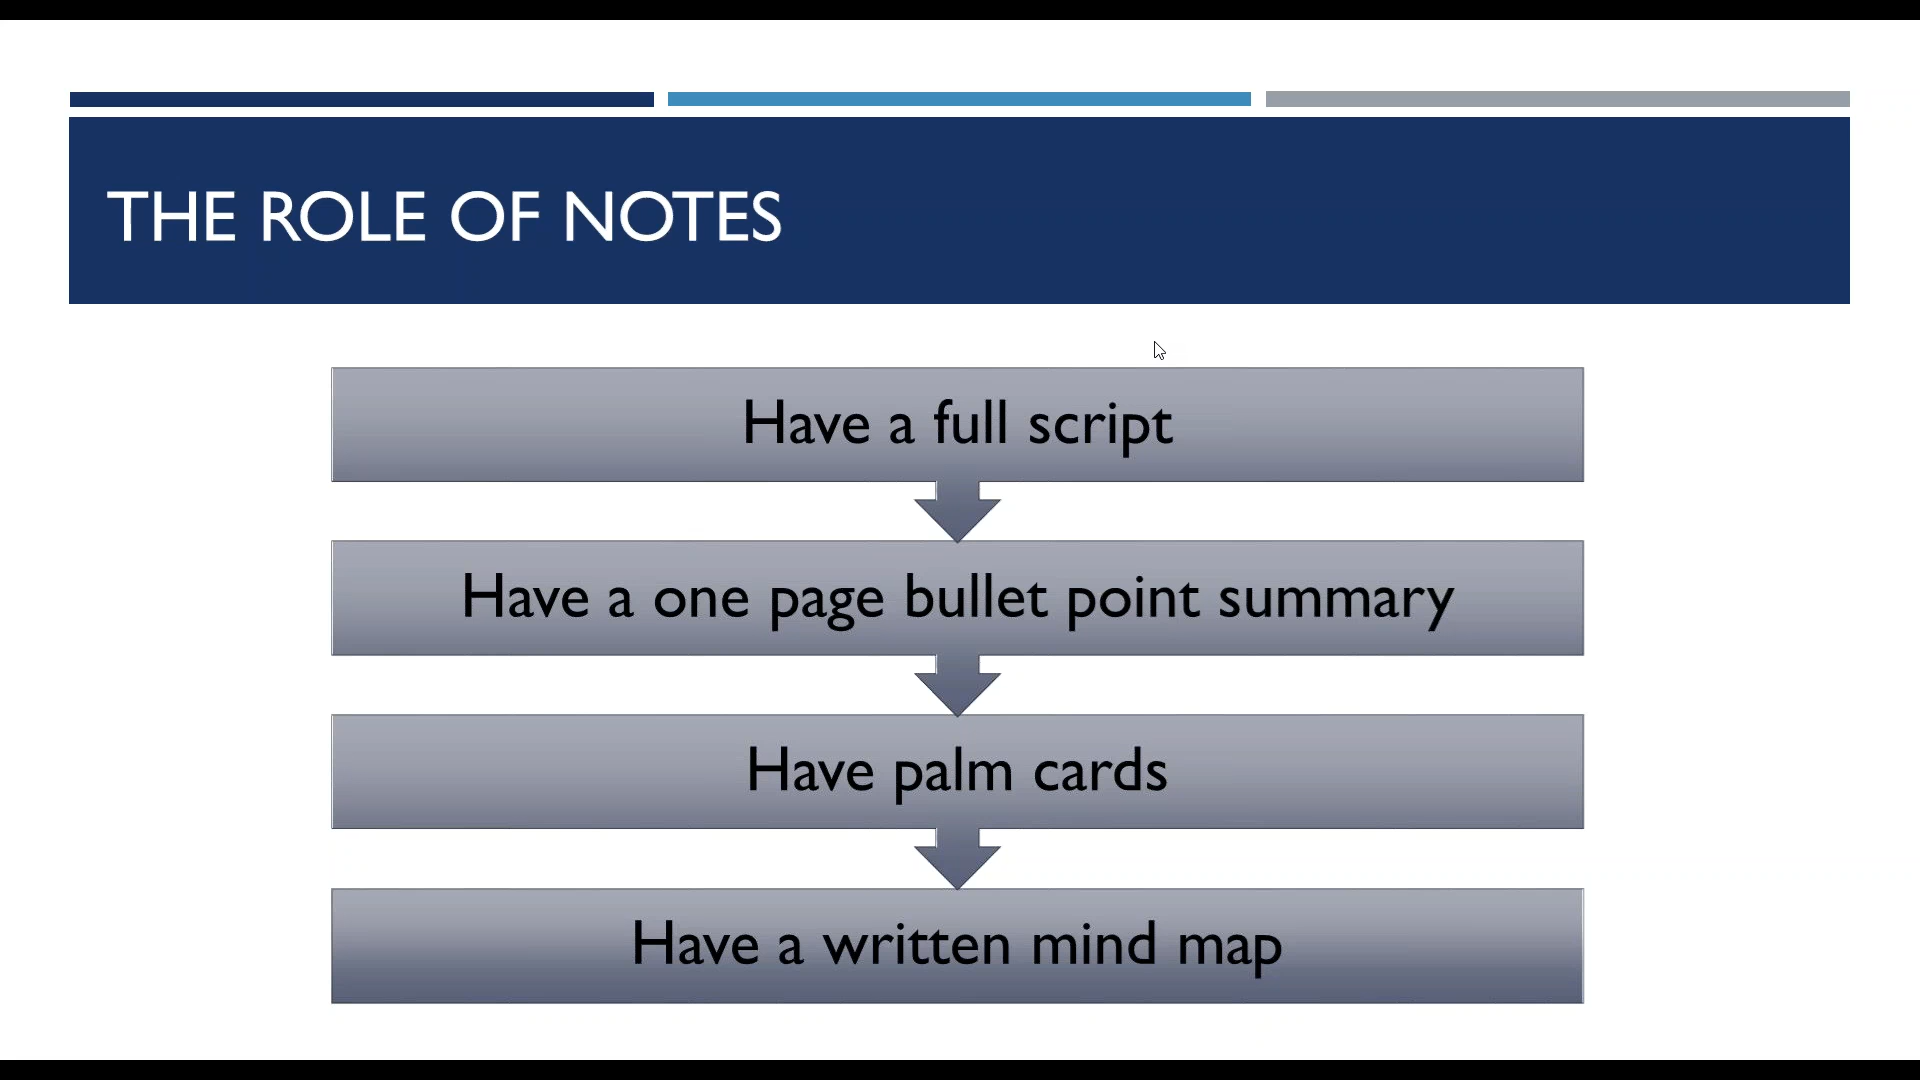 THE ROLE OF NOTES
Have a full script
Have a one page bullet point summary
Have palm cards
Have a written mind map